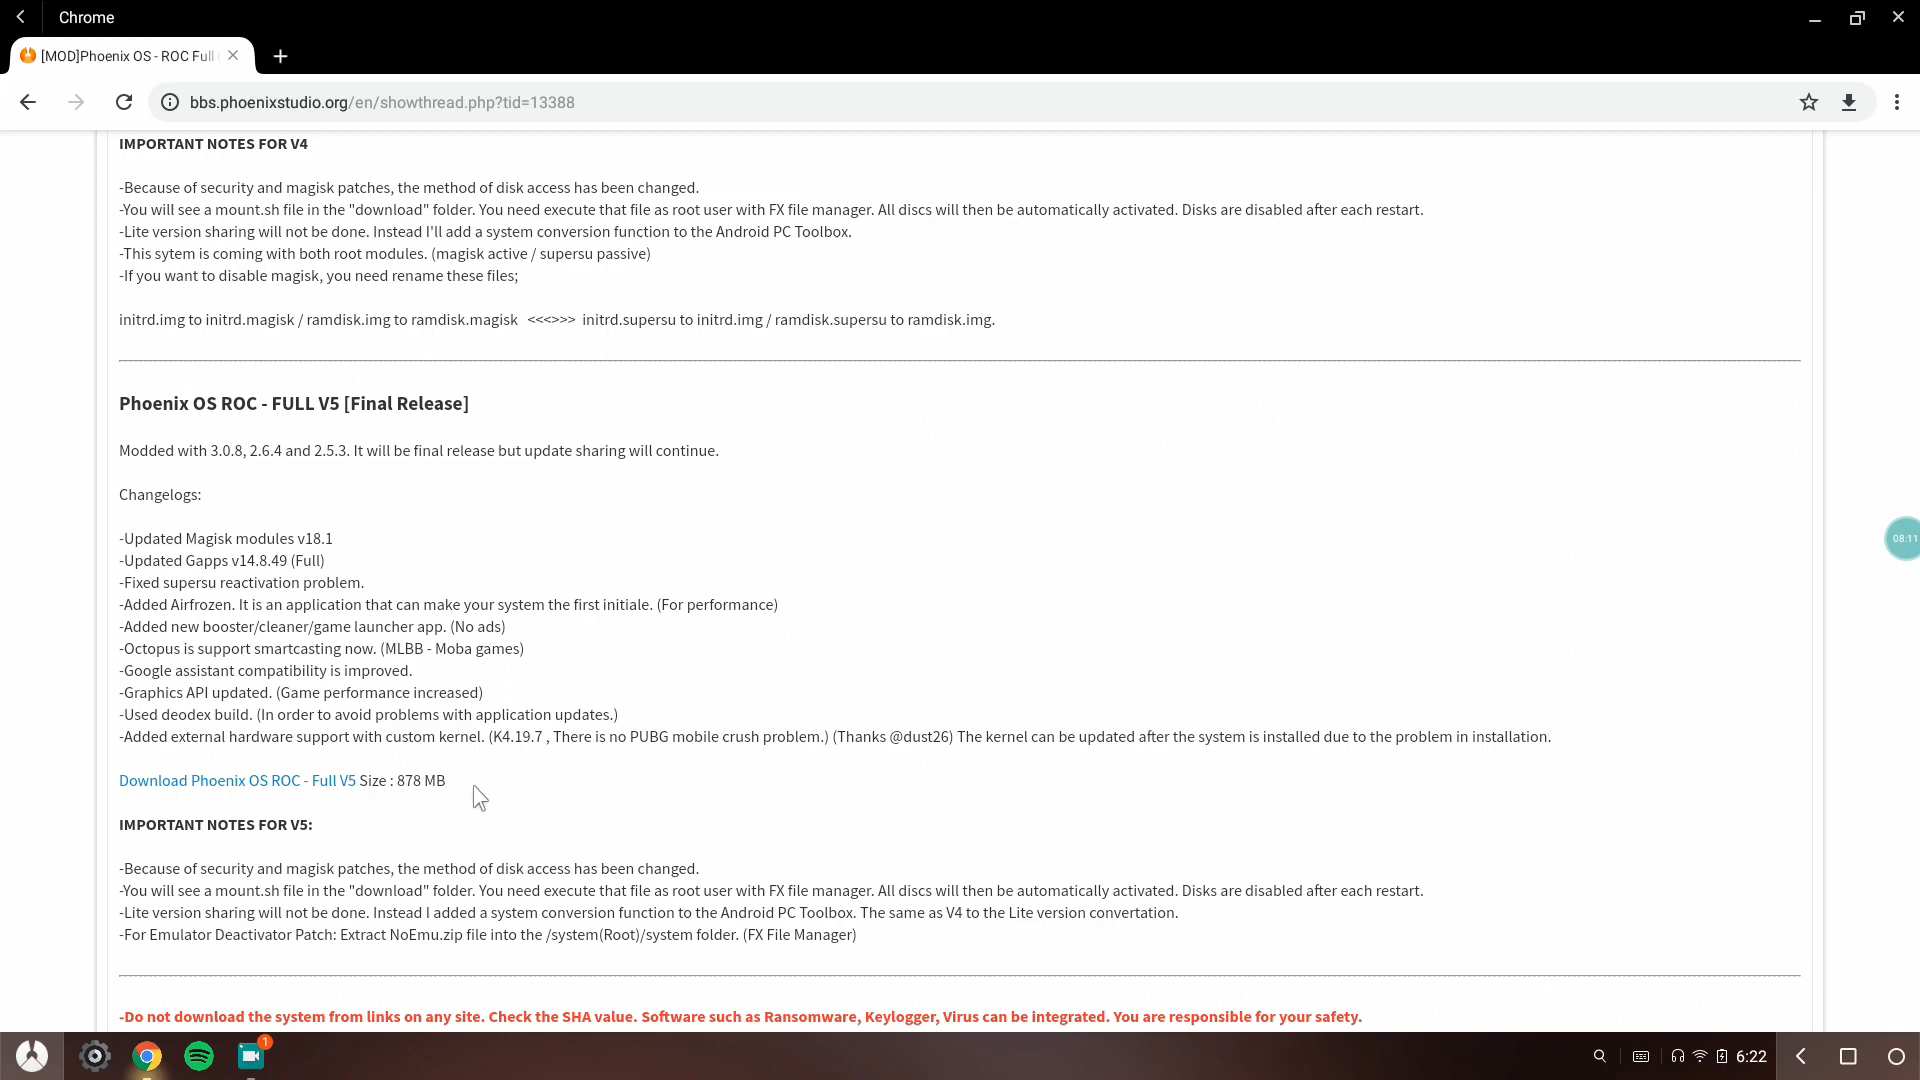 Chrome
[MOD]Phoenix OS - ROC Full
bbs.phoenixstudio.org/en/showthread.php?tid=13388
IMPORTANT NOTES FOR V4
-Because of security and magisk patches, the method of disk access has been changed.
-You will see a mount.sh file in the "download" folder. You need execute that file as root user with FX file manager. All discs will then be automatically activated. Disks are disabled after each restart.
-Lite version sharing will not be done. Instead I'll add a system conversion function to the Android PC Toolbox.
-This sytem is coming with both root modules. (magisk active / supersu passive)
-If you want to disable magisk, you need rename these files;
initrd.img to initrd.magisk / ramdisk.img to ramdisk.magisk <<<>>> initrd.supersu to initrd.img / ramdisk.supersu to ramdisk.img.
Phoenix OS ROC - FULL V5 [Final Release]
Modded with 3.0.8, 2.6.4 and 2.5.3. It will be final release but update sharing will continue.
Changelogs:
-Updated Magisk modules v18.1
-Updated Gapps v14.8.49 (Full)
-Fixed supersu reactivation problem.
-Added Airfrozen. It is an application that can make your system the first initiale. (For performance)
-Added new booster/cleaner/game launcher app. (No ads)
-Octopus is support smartcasting now. (MLBB - Moba games)
-Google assistant compatibility is improved.
-Graphics API updated. (Game performance increased)
-Used deodex build. (In order to avoid problems with application updates.)
-Added external hardware support with custom kernel. (K4.19.7 , There is no PUBG mobile crush problem.) (Thanks @dust26) The kernel can be updated after the system is installed due to the problem in installation.
Download Phoenix OS ROC - Full V5 Size : 878 MB
IMPORTANT NOTES FOR V5:
-Because of security and magisk patches, the method of disk access has been changed.
-You will see a mount.sh file in the "download" folder. You need execute that file as root user with FX file manager. All discs will then be automatically activated. Disks are disabled after each restart.
-Lite version sharing will not be done. Instead I added a system conversion function to the Android PC Toolbox. The same as V4 to the Lite version convertation.
-For Emulator Deactivator Patch: Extract NoEmu.zip file into the /system(Root)/system folder. (FX File Manager)
-Do not download the system from links on any site. Check the SHA value. Software such as Ransomware, Keylogger, Virus can be integrated. You are responsible for your safety.
08:11
1
6:22